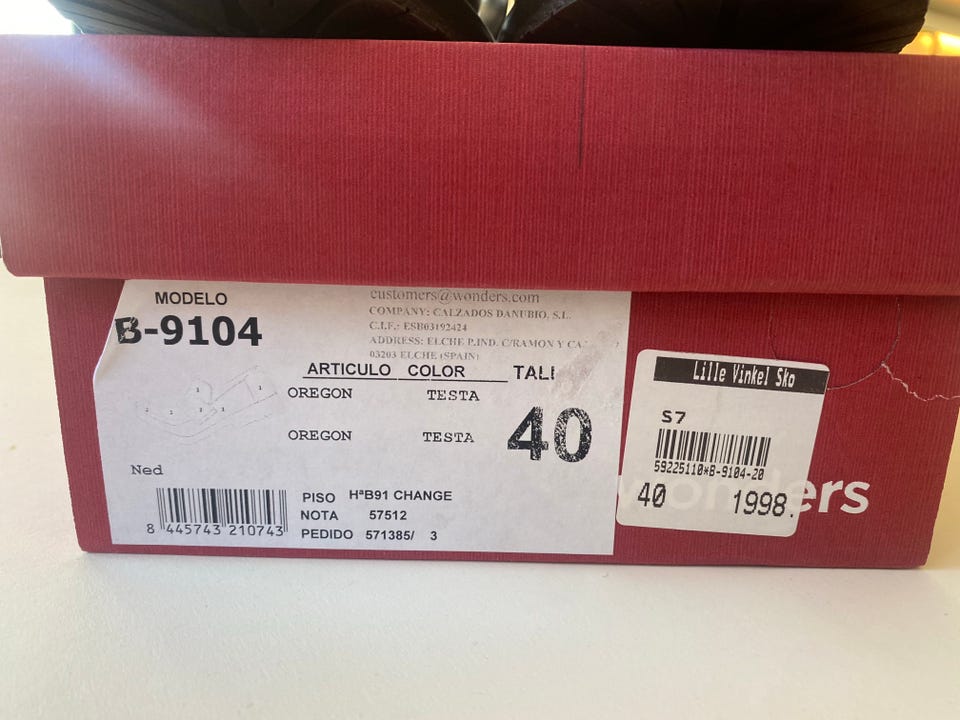 MODELO
B-9104
customers@wonders.com
COMPANY: CALZADOS DANUBIO, S.L.
C.I.F.: ESB03192424
ADDRESS: ELCHE P.IND. C/RAMON Y CA
03203 ELCHE (SPAIN)
ARTICULO COLOR TALL
OREGON TESTA
OREGON TESTA
40
Ned
8 445743 210743
PISO HªB91 CHANGE
NOTA 57512
PEDIDO 571385/ 3
Lille Vinkel Sko
S7
59225110*B-9104-20
40 1998.
wonders